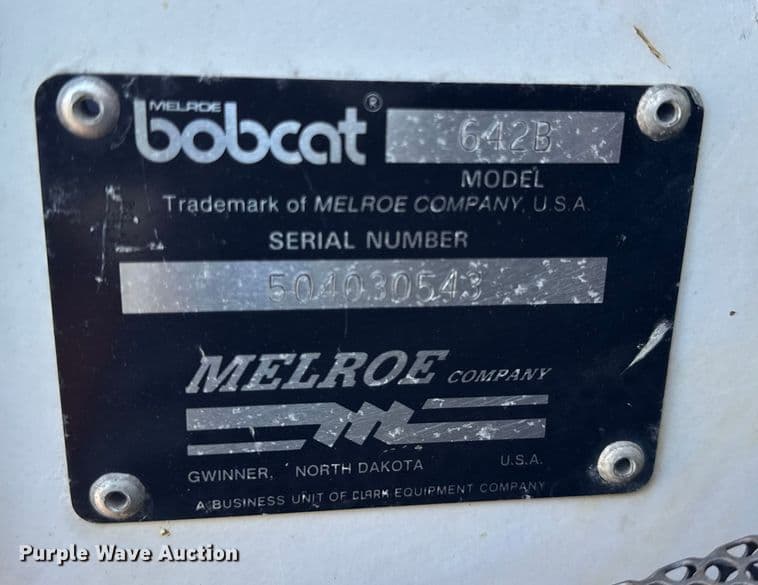 MELROE
bobcat ® 642B
MODEL
Trademark of MELROE COMPANY, U.S.A.
SERIAL NUMBER
504030543
MELROE COMPANY
GWINNER, NORTH DAKOTA U.S.A.
A BUSINESS UNIT OF CLARK EQUIPMENT COMPANY
Purple Wave Auction